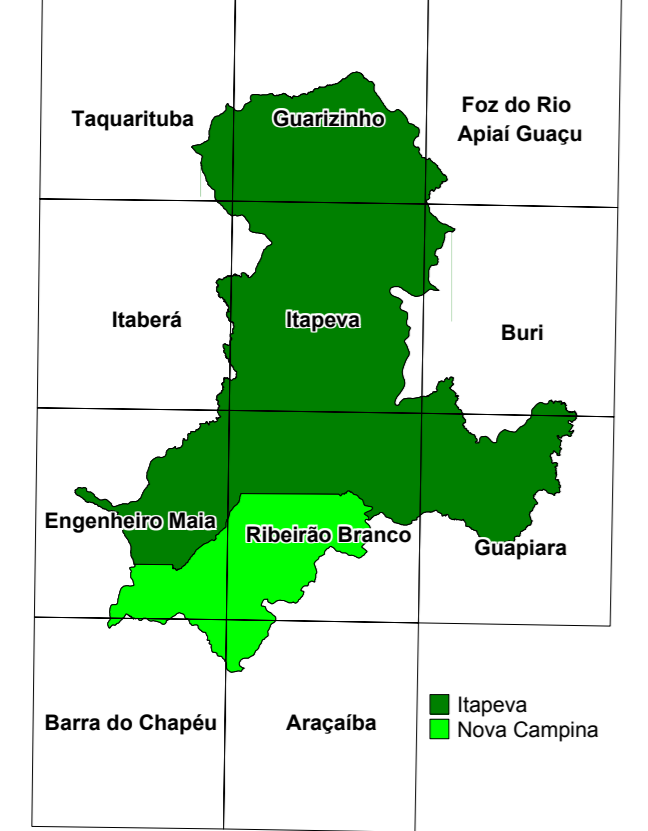 Taquarituba
Guarizinho
Foz do Rio
Apiaí Guaçu
Itaberá
Itapeva
Buri
Engenheiro Maia
Ribeirão Branco
Guapiara
Barra do Chapéu
Araçaíba
Itapeva
Nova Campina